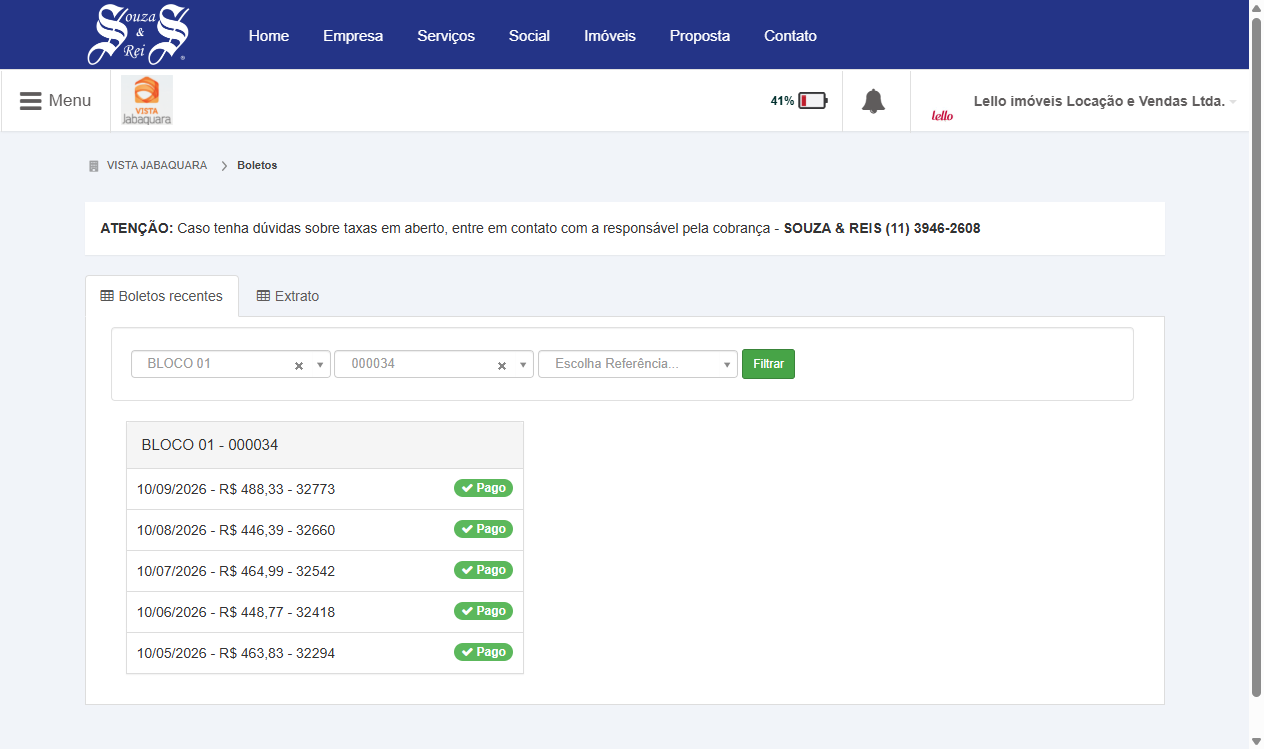 Souza & Reis
Home Empresa Serviços Social Imóveis Proposta Contato
Menu
VISTA
Jabaquara
41%
lello
Lello imóveis Locação e Vendas Ltda.
VISTA JABAQUARA > Boletos
ATENÇÃO: Caso tenha dúvidas sobre taxas em aberto, entre em contato com a responsável pela cobrança - SOUZA & REIS (11) 3946-2608
Boletos recentes Extrato
BLOCO 01 × 000034 × Escolha Referência... Filtrar
BLOCO 01 - 000034
10/09/2026 - R$ 488,33 - 32773 Pago
10/08/2026 - R$ 446,39 - 32660 Pago
10/07/2026 - R$ 464,99 - 32542 Pago
10/06/2026 - R$ 448,77 - 32418 Pago
10/05/2026 - R$ 463,83 - 32294 Pago